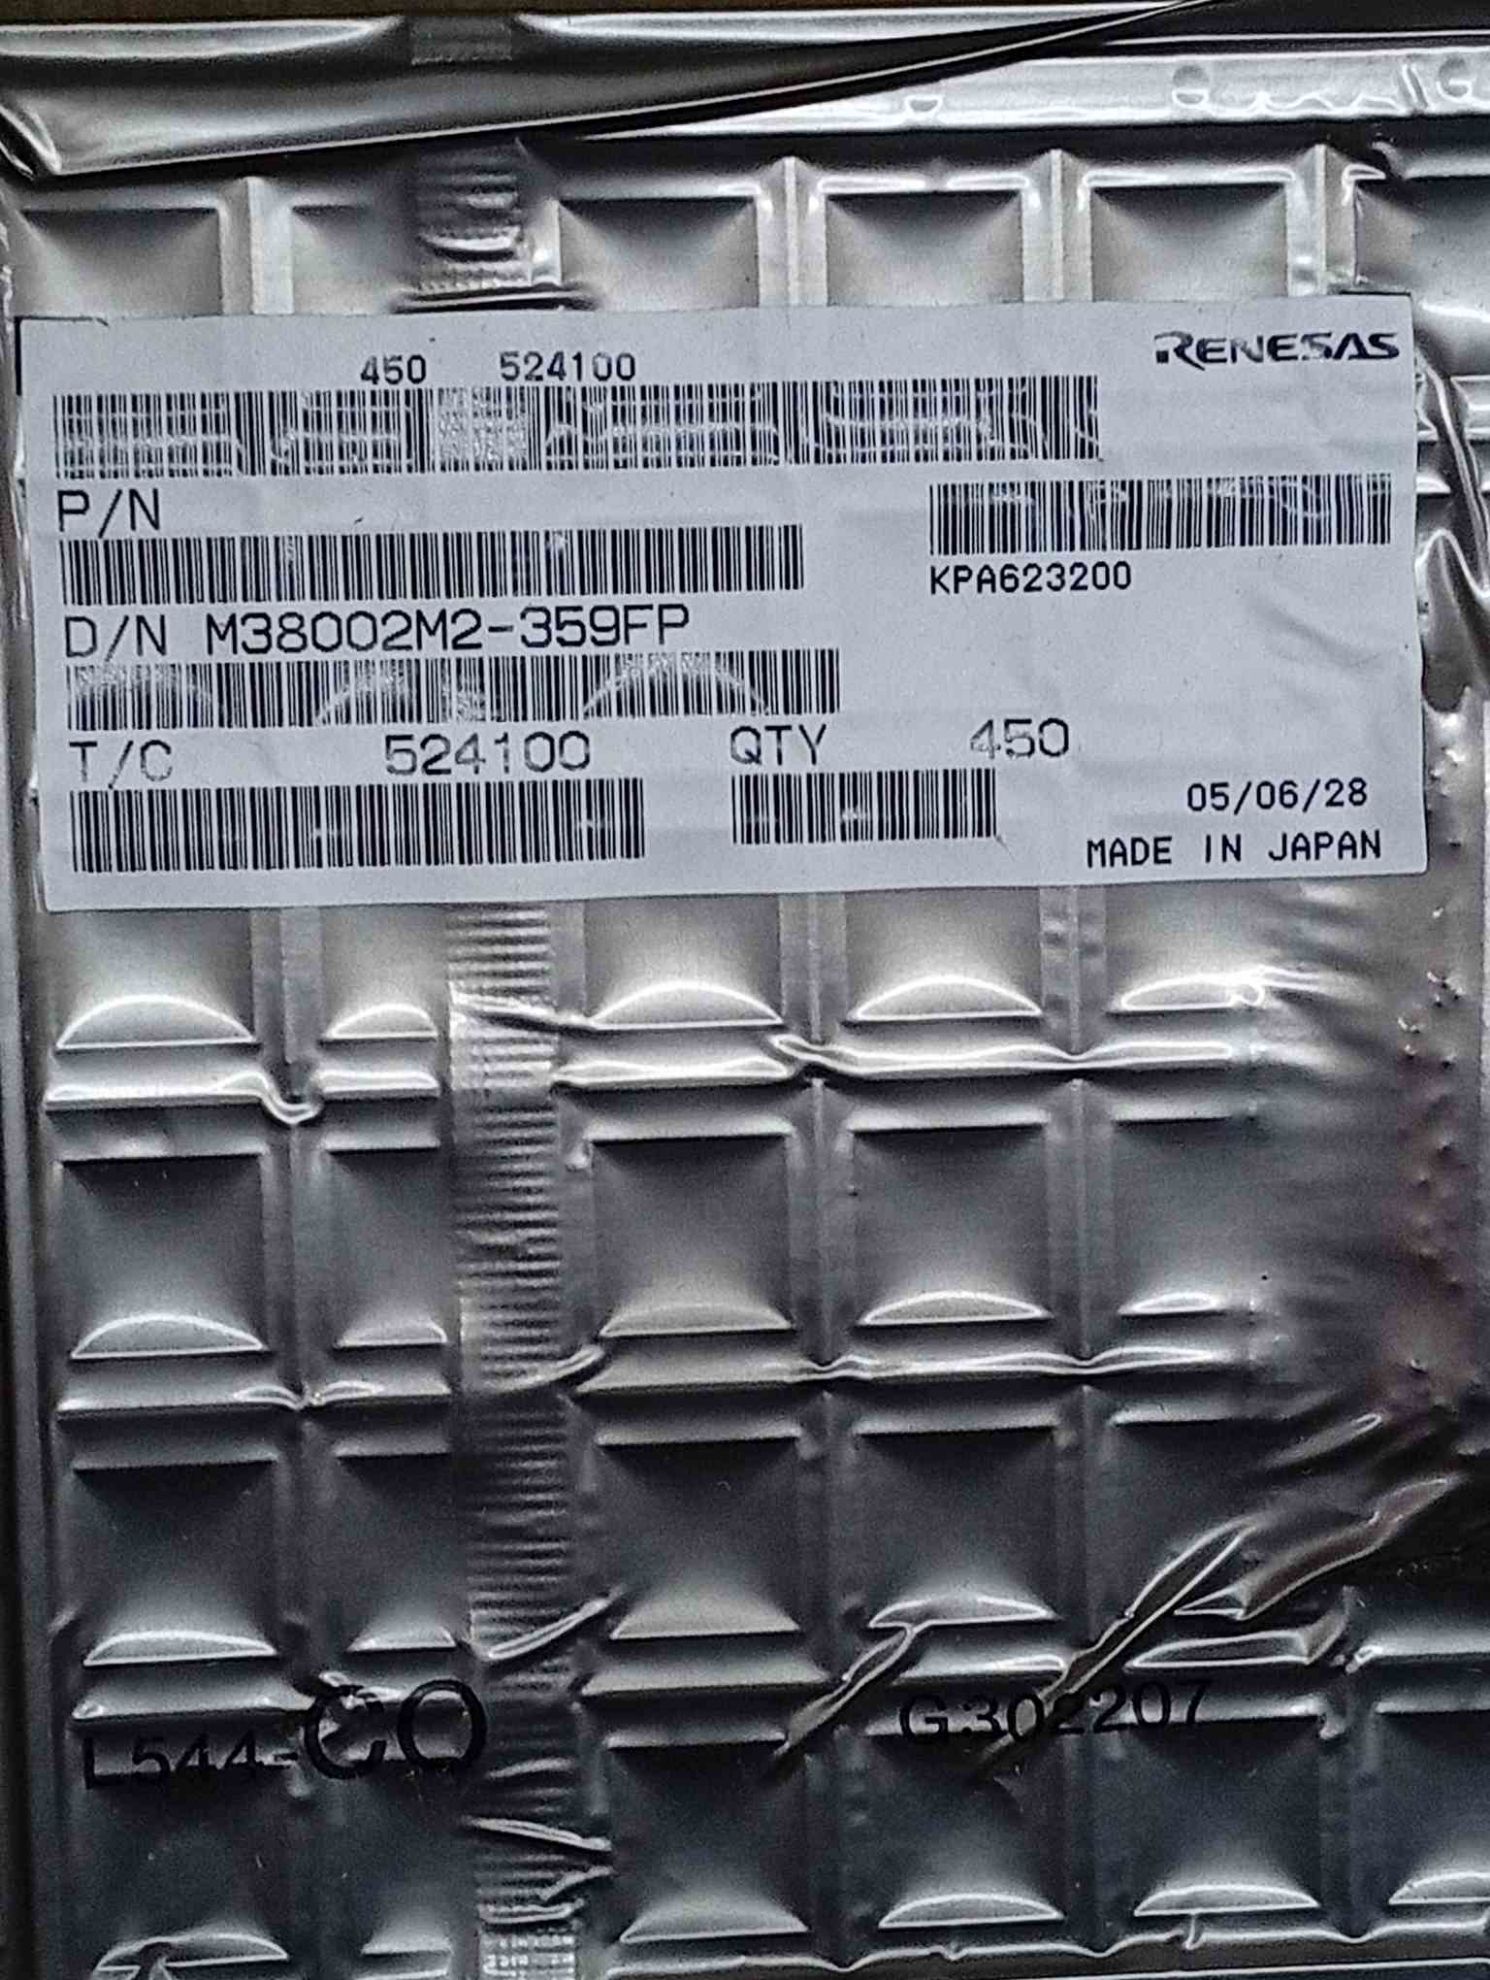 450 524100
RENESAS
P/N
KPA623200
D/N M38002M2-359FP
T/C 524100 QTY 450
05/06/28
MADE IN JAPAN
L544-CO G302207